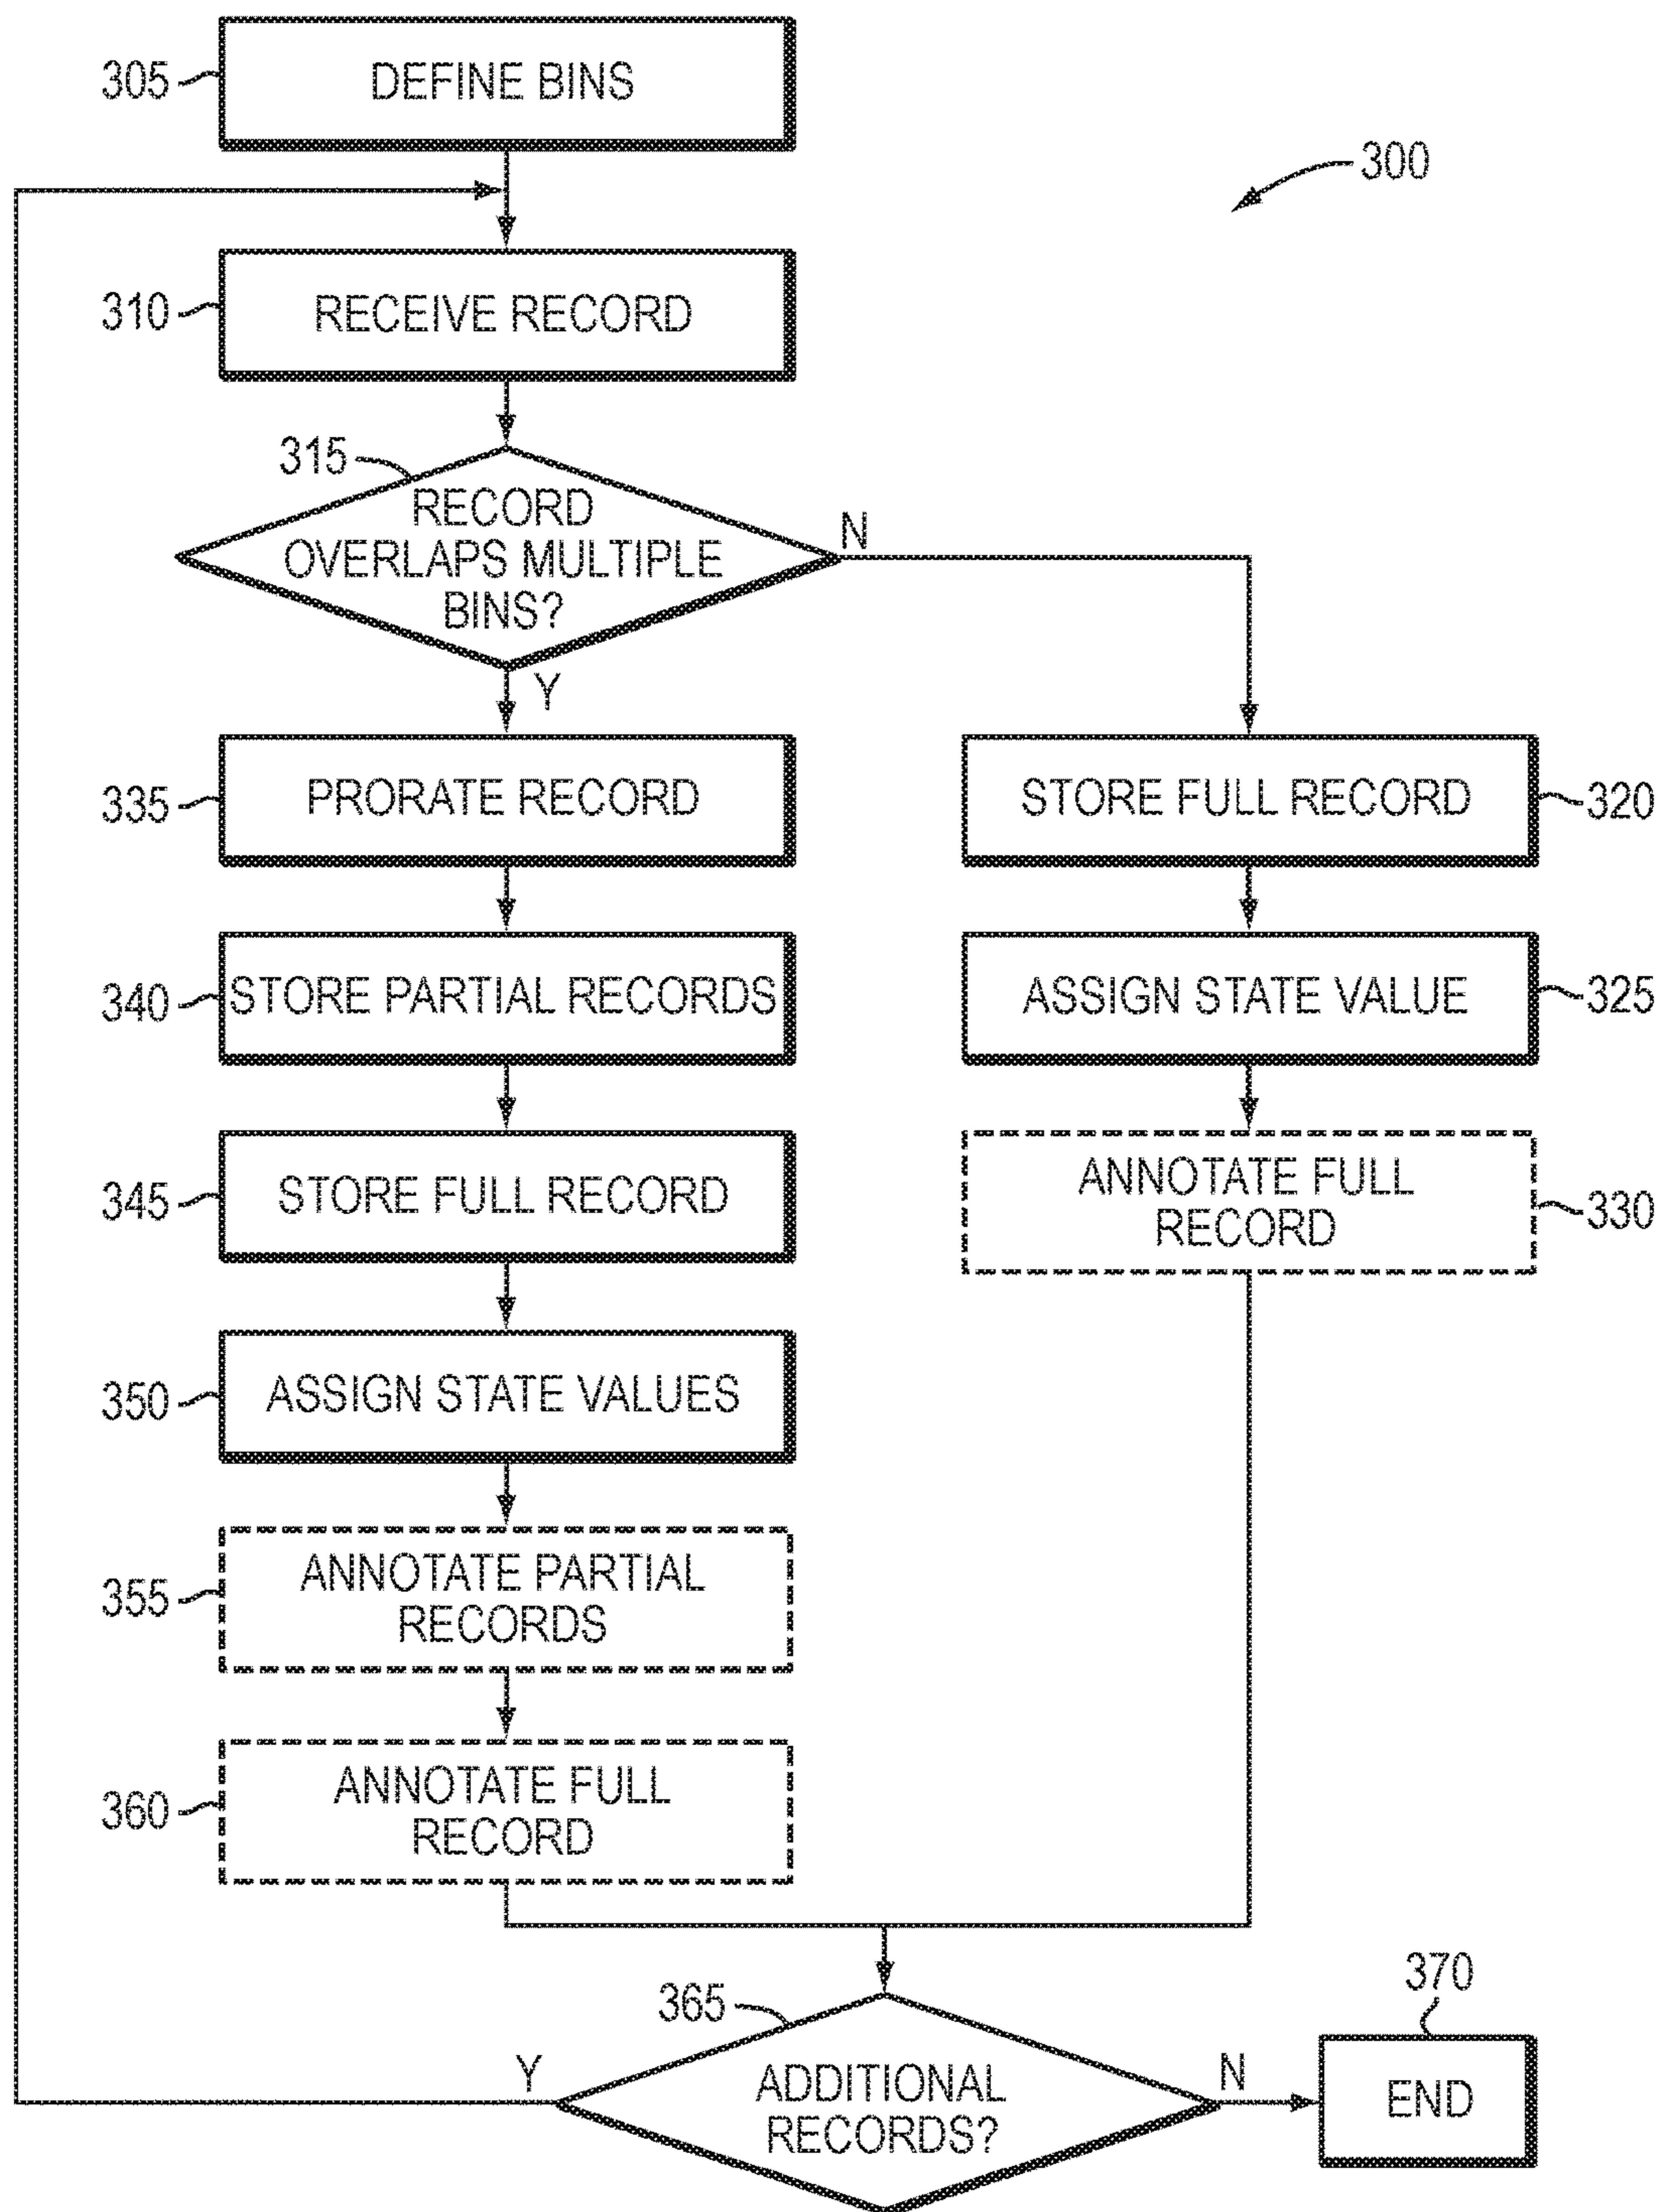 305
DEFINE BINS
300
310
RECEIVE RECORD
315
RECORD
OVERLAPS MULTIPLE
BINS?
N
Y
335
PRORATE RECORD
STORE FULL RECORD
320
340
STORE PARTIAL RECORDS
ASSIGN STATE VALUE
325
345
STORE FULL RECORD
ANNOTATE FULL
RECORD
330
350
ASSIGN STATE VALUES
355
ANNOTATE PARTIAL
RECORDS
360
ANNOTATE FULL
RECORD
365
370
Y
ADDITIONAL
RECORDS?
N
END